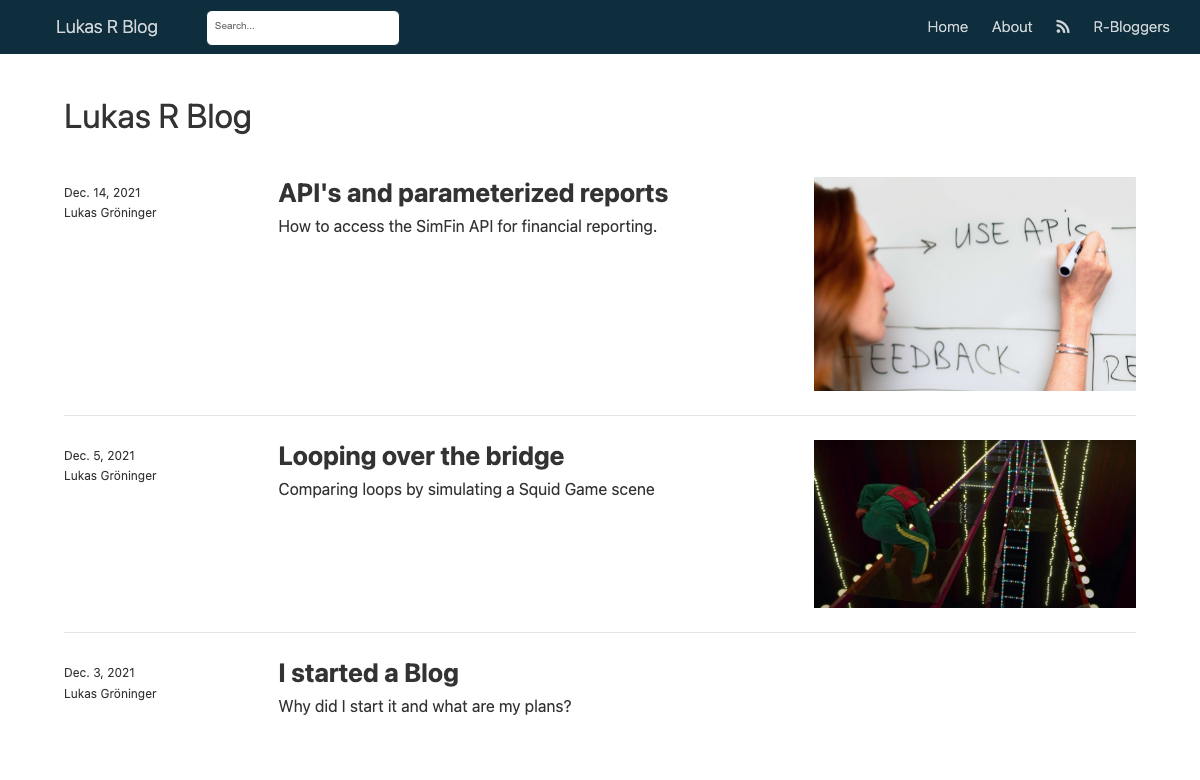 Lukas R Blog
Search...
Home About R-Bloggers
Lukas R Blog
Dec. 14, 2021
Lukas Gröninger
API's and parameterized reports
How to access the SimFin API for financial reporting.
USE APIs
FEEDBACK
RE
Dec. 5, 2021
Lukas Gröninger
Looping over the bridge
Comparing loops by simulating a Squid Game scene
Dec. 3, 2021
Lukas Gröninger
I started a Blog
Why did I start it and what are my plans?